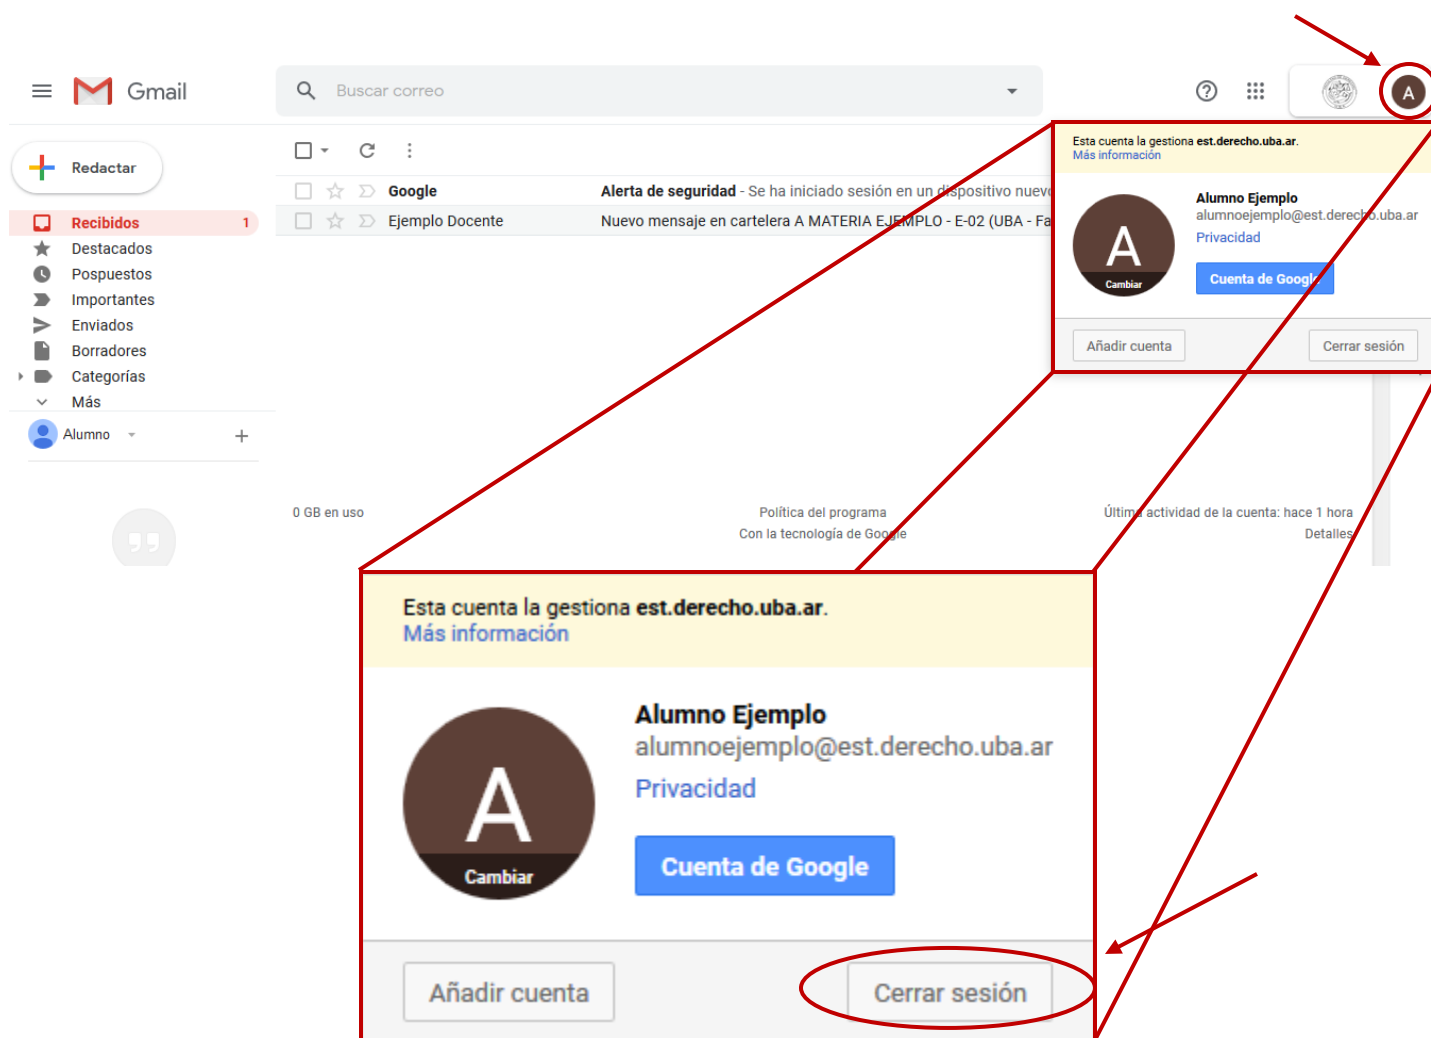 Gmail
Buscar correo
A
Redactar
Recibidos 1
Destacados
Pospuestos
Importantes
Enviados
Borradores
Categorías
Más
Alumno
Google Alerta de seguridad - Se ha iniciado sesión en un dispositivo nuevo
Ejemplo Docente Nuevo mensaje en cartelera A MATERIA EJEMPLO - E-02 (UBA - Fa
Esta cuenta la gestiona est.derecho.uba.ar.
Más información
A
Cambiar
Alumno Ejemplo
alumnoejemplo@est.derecho.uba.ar
Privacidad
Cuenta de Google
Añadir cuenta
Cerrar sesión
0 GB en uso
Política del programa
Con la tecnología de Google
Última actividad de la cuenta: hace 1 hora
Detalles
Esta cuenta la gestiona est.derecho.uba.ar.
Más información
A
Cambiar
Alumno Ejemplo
alumnoejemplo@est.derecho.uba.ar
Privacidad
Cuenta de Google
Añadir cuenta
Cerrar sesión